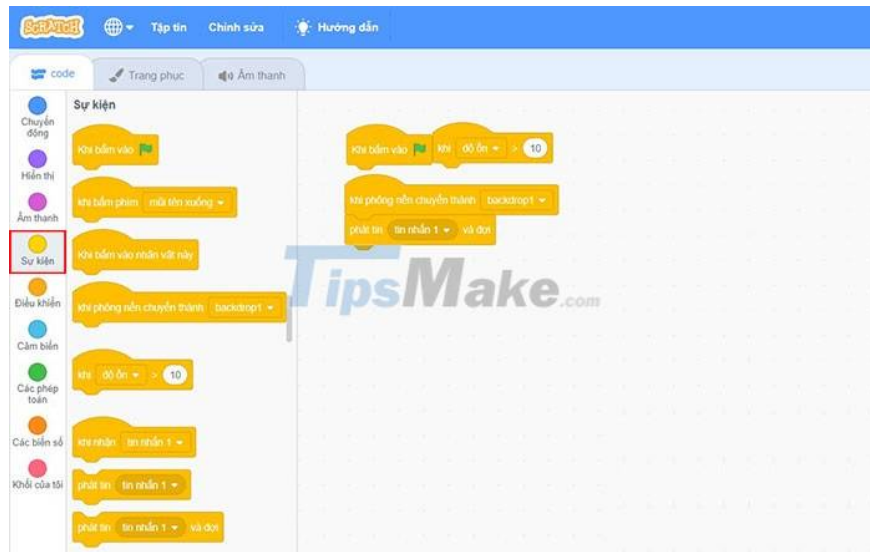 SCRATCH Tập tin Chỉnh sửa Hướng dẫn
code Trang phục Âm thanh
Chuyển động
Hiển thị
Âm thanh
Sự kiện
Điều khiển
Cảm biến
Các phép toán
Các biến số
Khối của tôi
Sự kiện
Khi bấm vào
khi bấm phím mũi tên xuống
Khi bấm vào nhân vật này
khi phông nền chuyển thành backdrop1
khi độ ồn > 10
khi nhận tin nhắn 1
phát tin tin nhắn 1
phát tin tin nhắn 1 và đợi
Khi bấm vào khi độ ồn > 10
khi phông nền chuyển thành backdrop1
phát tin tin nhắn 1 và đợi
TipsMake.com